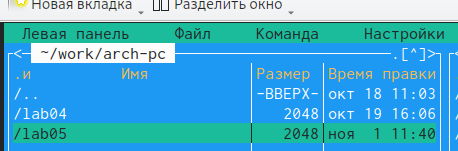 Новая вкладка Разделить окно
Левая панель Файл Команда Настройки
~/work/arch-pc .[^]>
.и Имя Размер Время правки
/.. -ВВЕРХ- окт 18 11:03
/lab04 2048 окт 19 16:06
/lab05 2048 ноя 1 11:40